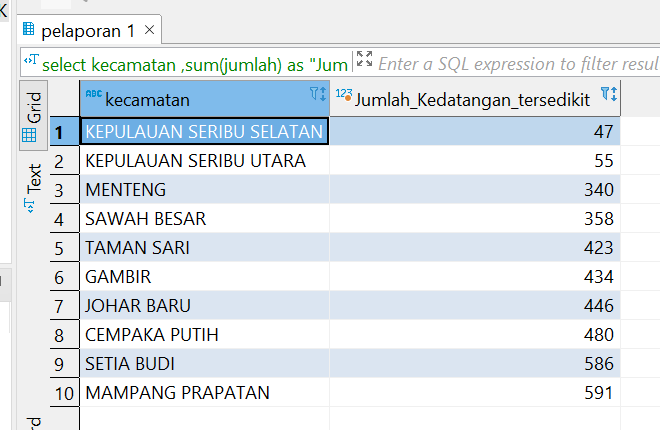 pelaporan 1
select kecamatan ,sum(jumlah) as "Jum
Enter a SQL expression to filter resul
Grid
Text
ABC kecamatan
123 Jumlah_Kedatangan_tersedikit
1 KEPULAUAN SERIBU SELATAN 47
2 KEPULAUAN SERIBU UTARA 55
3 MENTENG 340
4 SAWAH BESAR 358
5 TAMAN SARI 423
6 GAMBIR 434
7 JOHAR BARU 446
8 CEMPAKA PUTIH 480
9 SETIA BUDI 586
10 MAMPANG PRAPATAN 591